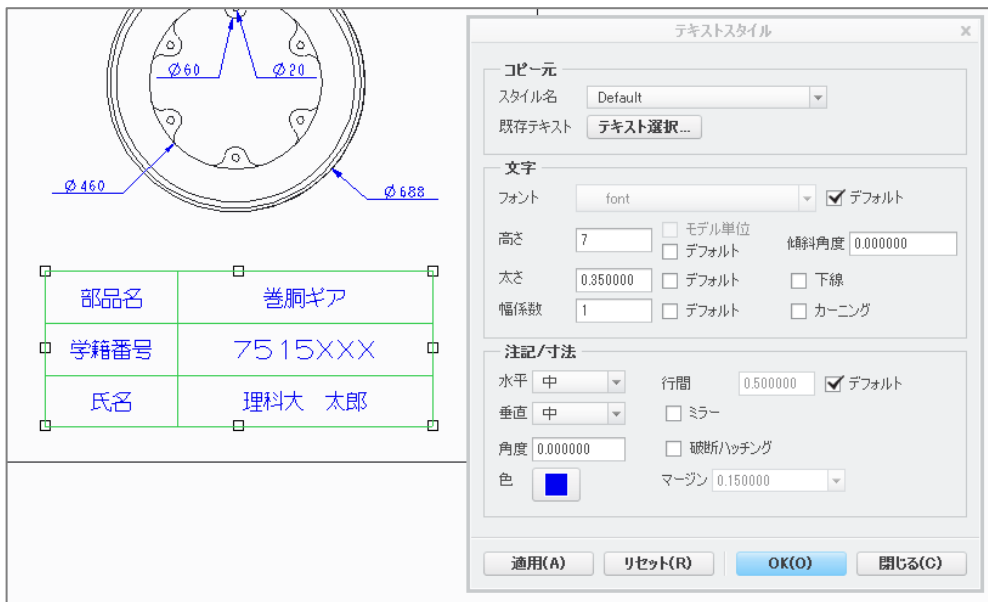 Ø60
Ø20
Ø460
Ø688
部品名 巻胴ギア
学籍番号 7515XXX
氏名 理科大 太郎
テキストスタイル x
コピー元
スタイル名 Default
既存テキスト テキスト選択...
文字
フォント font デフォルト
高さ 7 モデル単位
デフォルト 傾斜角度 0.000000
太さ 0.350000 デフォルト 下線
幅係数 1 デフォルト カーニング
注記/寸法
水平 中 行間 0.500000 デフォルト
垂直 中 ミラー
角度 0.000000 破断ハッチング
色 マージン 0.150000
適用(A) リセット(R) OK(O) 閉じる(C)